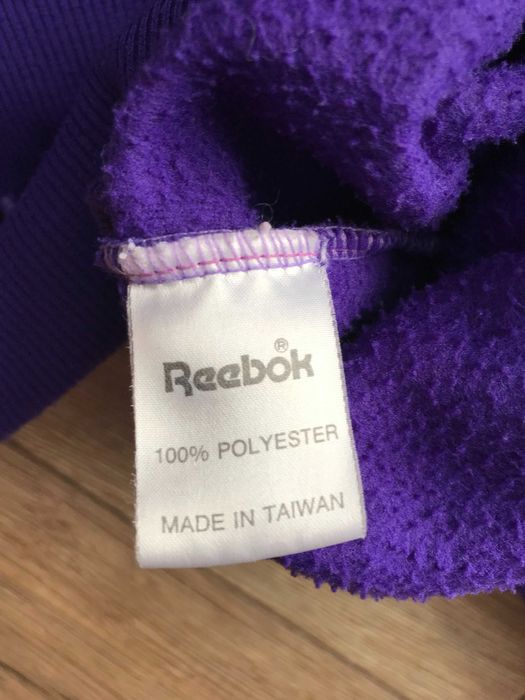 Reebok®
100% POLYESTER
MADE IN TAIWAN